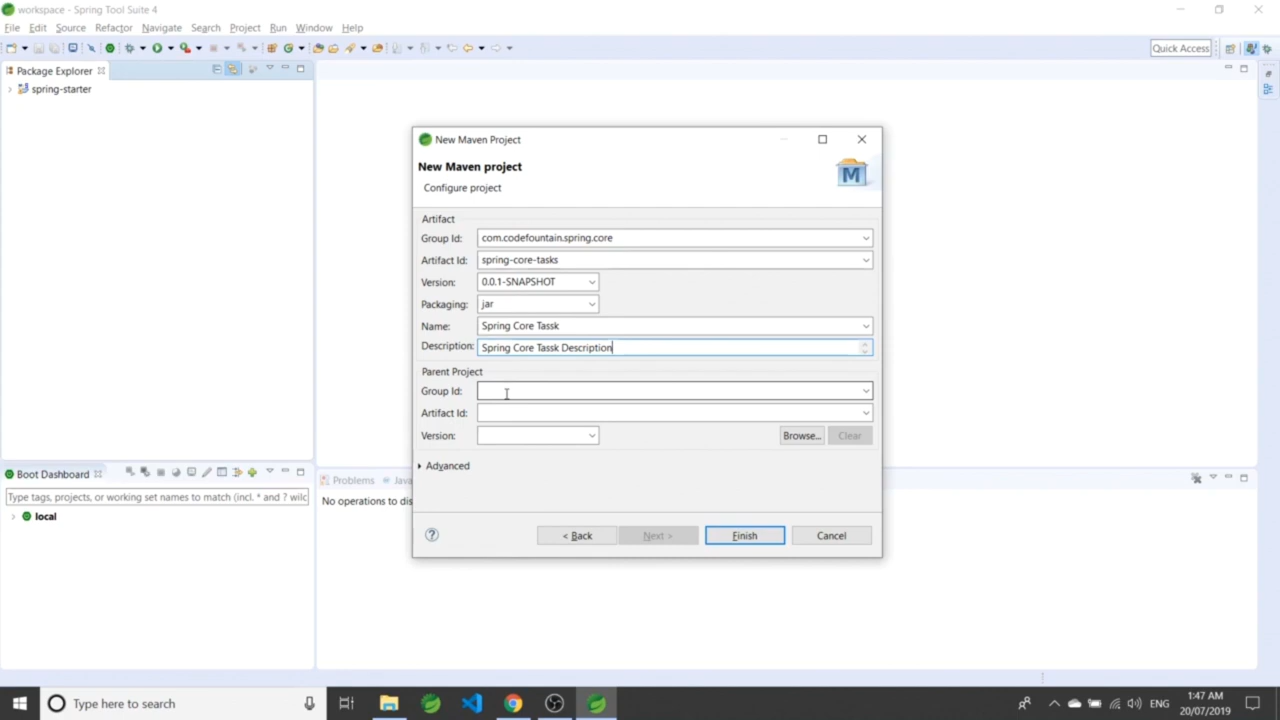 workspace - Spring Tool Suite 4
File Edit Source Refactor Navigate Search Project Run Window Help
Quick Access
Package Explorer
spring-starter
New Maven Project
New Maven project
Configure project
M
Artifact
Group Id: com.codefountain.spring.core
Artifact Id: spring-core-tasks
Version: 0.0.1-SNAPSHOT
Packaging: jar
Name: Spring Core Tassk
Description: Spring Core Tassk Description
Parent Project
Group Id:
Artifact Id:
Version:
Browse... Clear
Advanced
? < Back Next > Finish Cancel
Boot Dashboard
Type tags, projects, or working set names to match (incl. * and ? wilc
local
Problems Java
No operations to dis
Type here to search
ENG
1:47 AM
20/07/2019